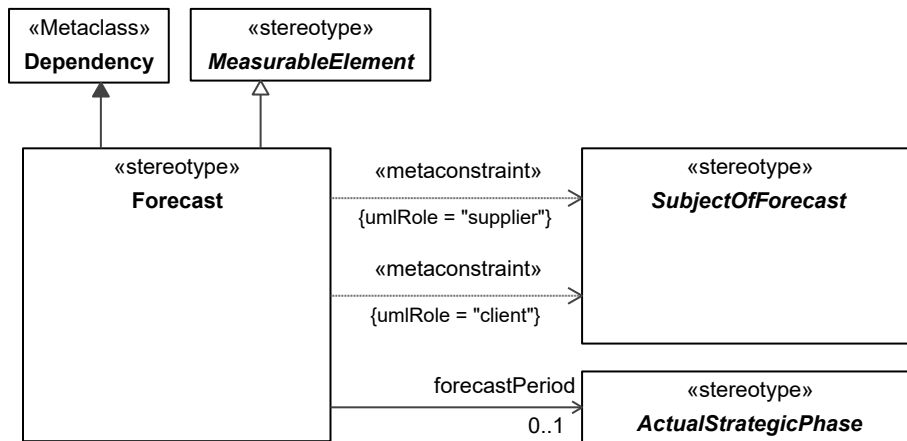 «Metaclass»
Dependency
«stereotype»
MeasurableElement
«stereotype»
Forecast
«metaconstraint»
{umlRole = "supplier"}
«metaconstraint»
{umlRole = "client"}
forecastPeriod
0..1
«stereotype»
SubjectOfForecast
«stereotype»
ActualStrategicPhase